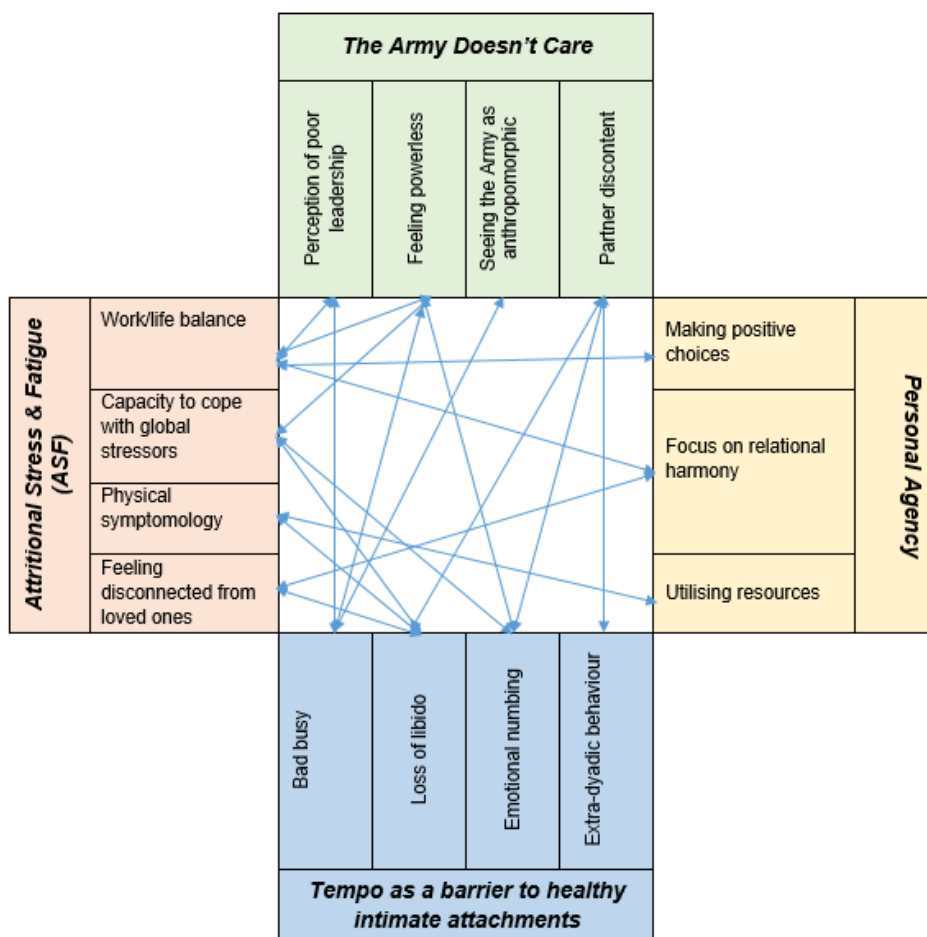 The Army Doesn't Care
Perception of poor
leadership
Feeling powerless
Seeing the Army as
anthropomorphic
Partner discontent
Attritional Stress & Fatigue
(ASF)
Work/life balance
Capacity to cope
with global
stressors
Physical
symptomology
Feeling
disconnected from
loved ones
Making positive
choices
Focus on relational
harmony
Utilising resources
Personal Agency
Bad busy
Loss of libido
Emotional numbing
Extra-dyadic behaviour
Tempo as a barrier to healthy
intimate attachments